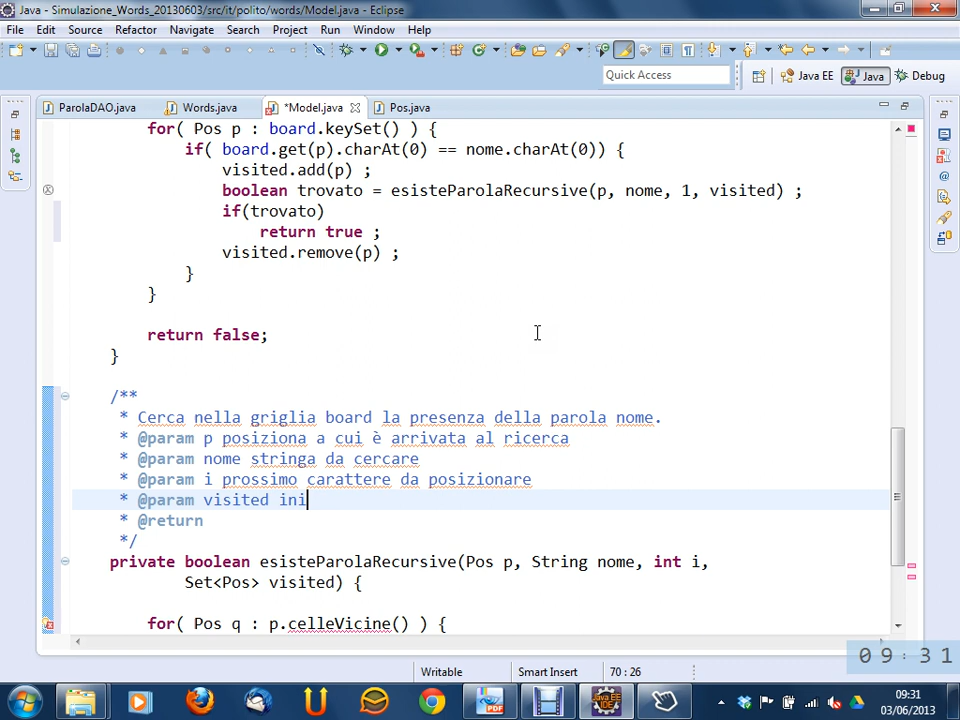 Java - Simulazione_Words_20130603/src/it/polito/words/Model.java - Eclipse
File Edit Source Refactor Navigate Search Project Run Window Help
Quick Access
Java EE Java Debug
ParolaDAO.java Words.java *Model.java Pos.java
for( Pos p : board.keySet() ) {
if( board.get(p).charAt(0) == nome.charAt(0)) {
visited.add(p) ;
boolean trovato = esisteParolaRecursive(p, nome, 1, visited) ;
if(trovato)
return true ;
visited.remove(p) ;
}
}
return false;
}
/**
* Cerca nella griglia board la presenza della parola nome.
* @param p posiziona a cui è arrivata al ricerca
* @param nome stringa da cercare
* @param i prossimo carattere da posizionare
* @param visited ini
* @return
*/
private boolean esisteParolaRecursive(Pos p, String nome, int i,
Set<Pos> visited) {
for( Pos q : p.celleVicine() ) {
09:31
Writable Smart Insert 70 : 26
PDF
Java EE IDE
09:31
03/06/2013